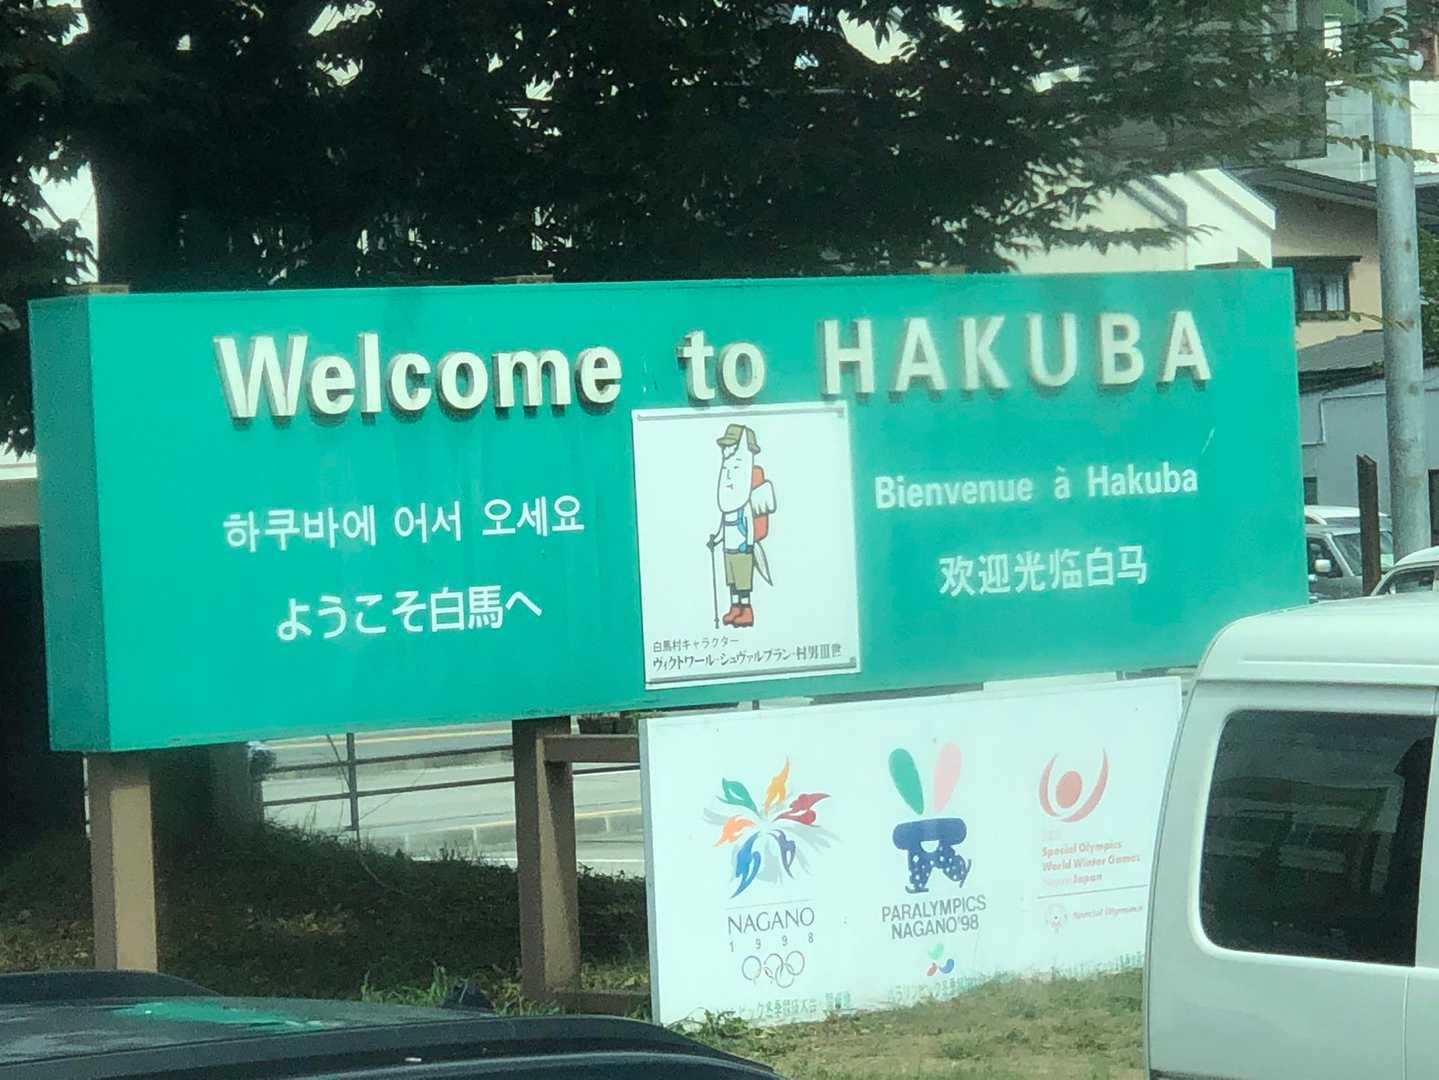 Welcome to HAKUBA
하쿠바에 어서 오세요
ようこそ白馬へ
Bienvenue à Hakuba
欢迎光临白马
白馬村キャラクター
ヴィクトワール・シュヴァルブラン・村男III世
NAGANO
1998
PARALYMPICS
NAGANO'98
Special Olympics
World Winter Games
Japan
Special Olympics